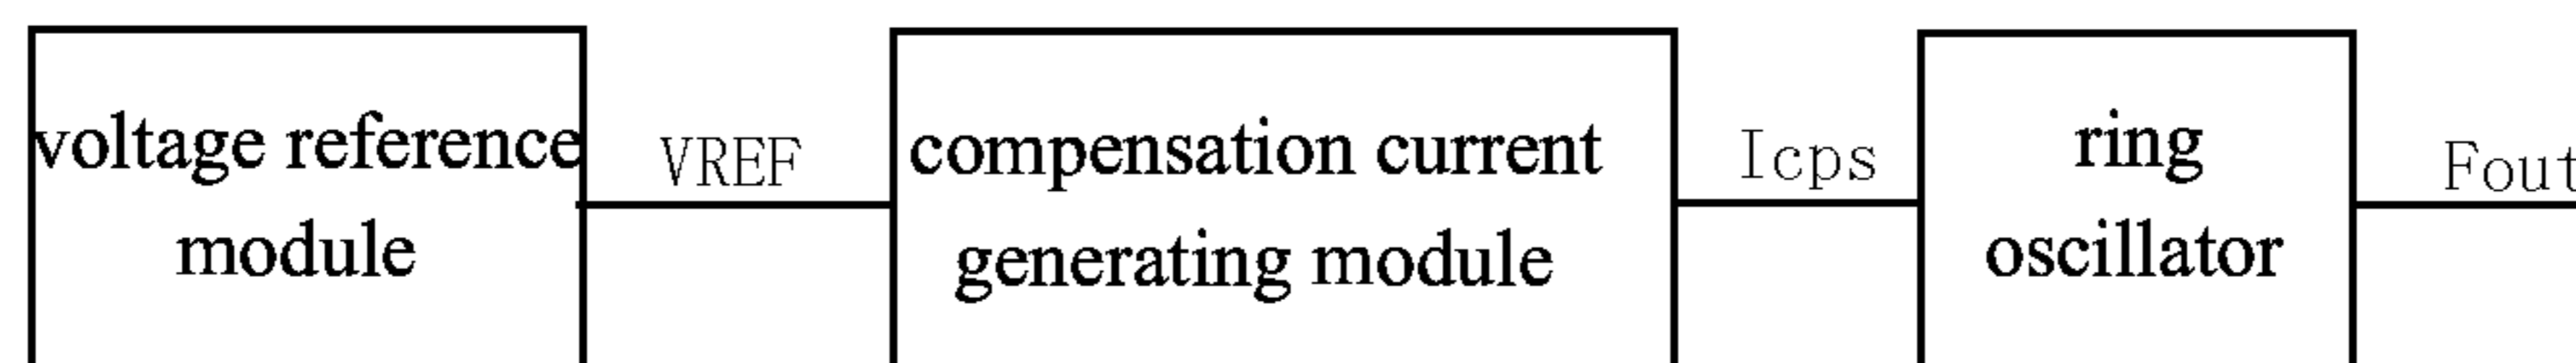 voltage reference
module
VREF
compensation current
generating module
Icps
ring
oscillator
Fout